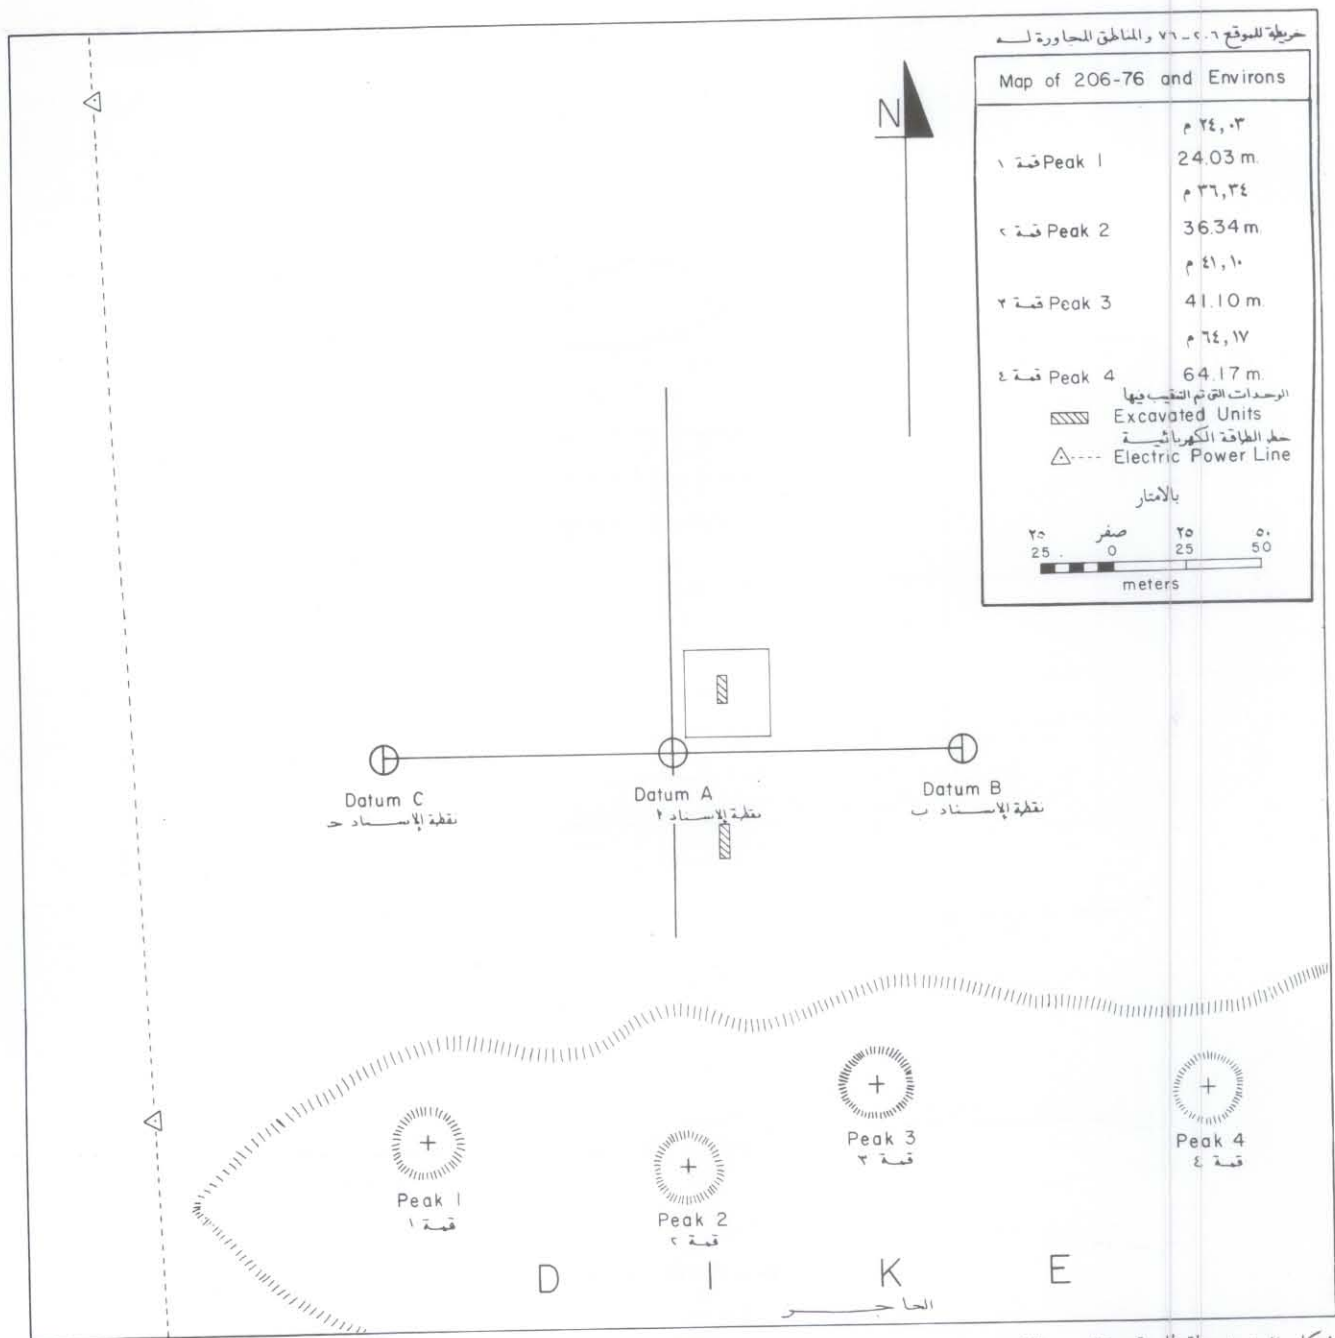 خريطة للموقع ٢٠٦-٧٦ والمناطق المجاورة له
Map of 206-76 and Environs
٢٤,٠٣ م
قمة ١ Peak 1 24.03 m.
٣٦,٣٤ م
قمة ٢ Peak 2 36.34 m.
٤١,١٠ م
قمة ٣ Peak 3 41.10 m.
٦٤,١٧ م
قمة ٤ Peak 4 64.17 m.
الوحدات التي تم التنقيب فيها
Excavated Units
خط الطاقة الكهربائية
Electric Power Line
بالامتار
٢٥ صفر ٢٥ ٥٠
25 0 25 50
meters
N
Datum C
نقطة الإسناد حـ
Datum A
نقطة الإسناد أ
Datum B
نقطة الإسناد ب
Peak 1
قمة ١
Peak 2
قمة ٢
Peak 3
قمة ٣
Peak 4
قمة ٤
D I K E
الحاجر